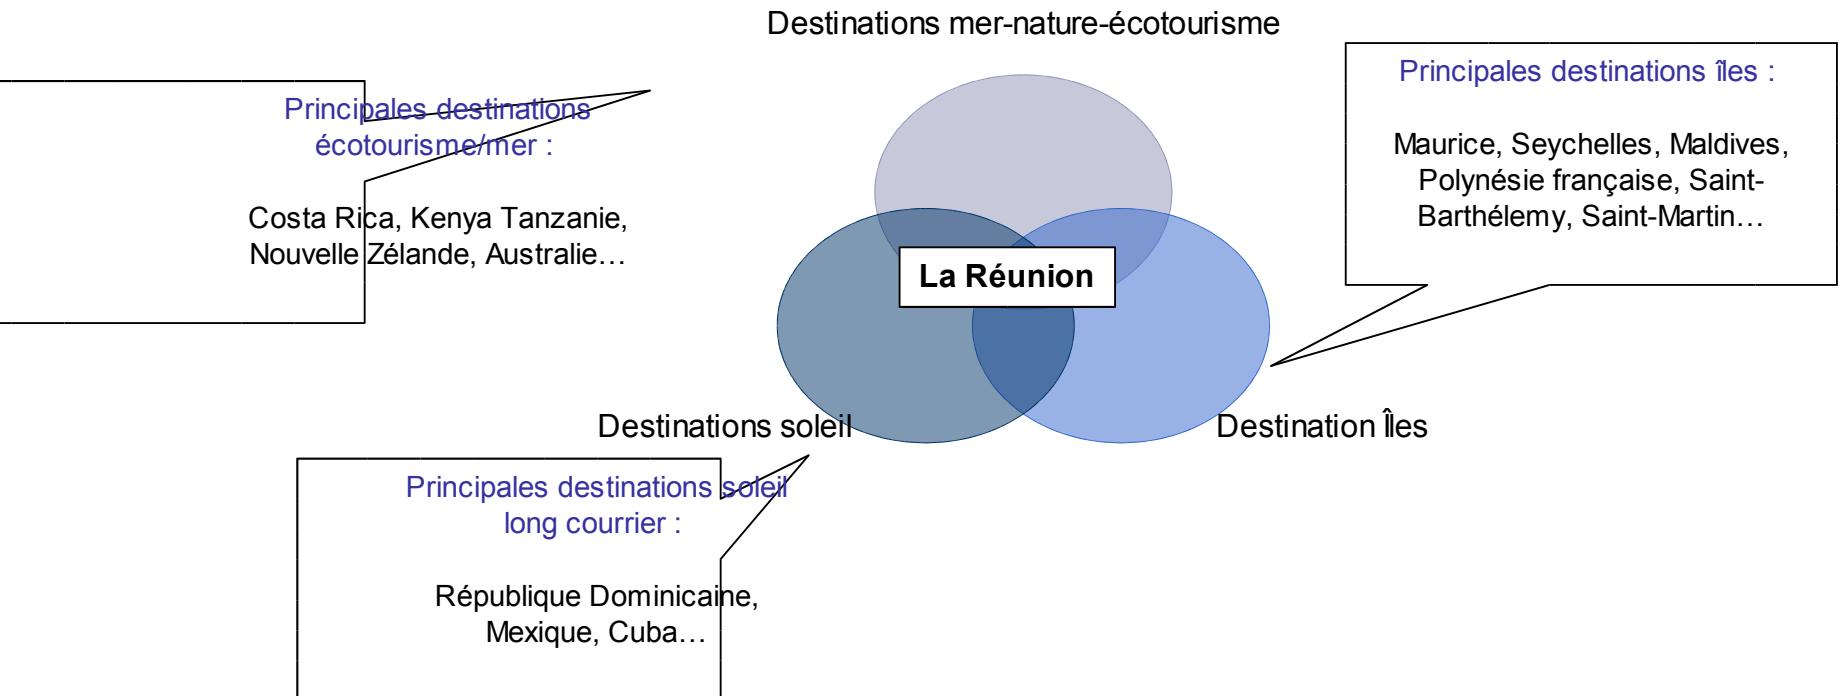 Destinations mer-nature-écotourisme
Principales destinations
écotourisme/mer :
Costa Rica, Kenya Tanzanie,
Nouvelle Zélande, Australie…
Principales destinations îles :
Maurice, Seychelles, Maldives,
Polynésie française, Saint-
Barthélemy, Saint-Martin…
La Réunion
Destinations soleil
Destination Îles
Principales destinations soleil
long courrier :
République Dominicaine,
Mexique, Cuba…